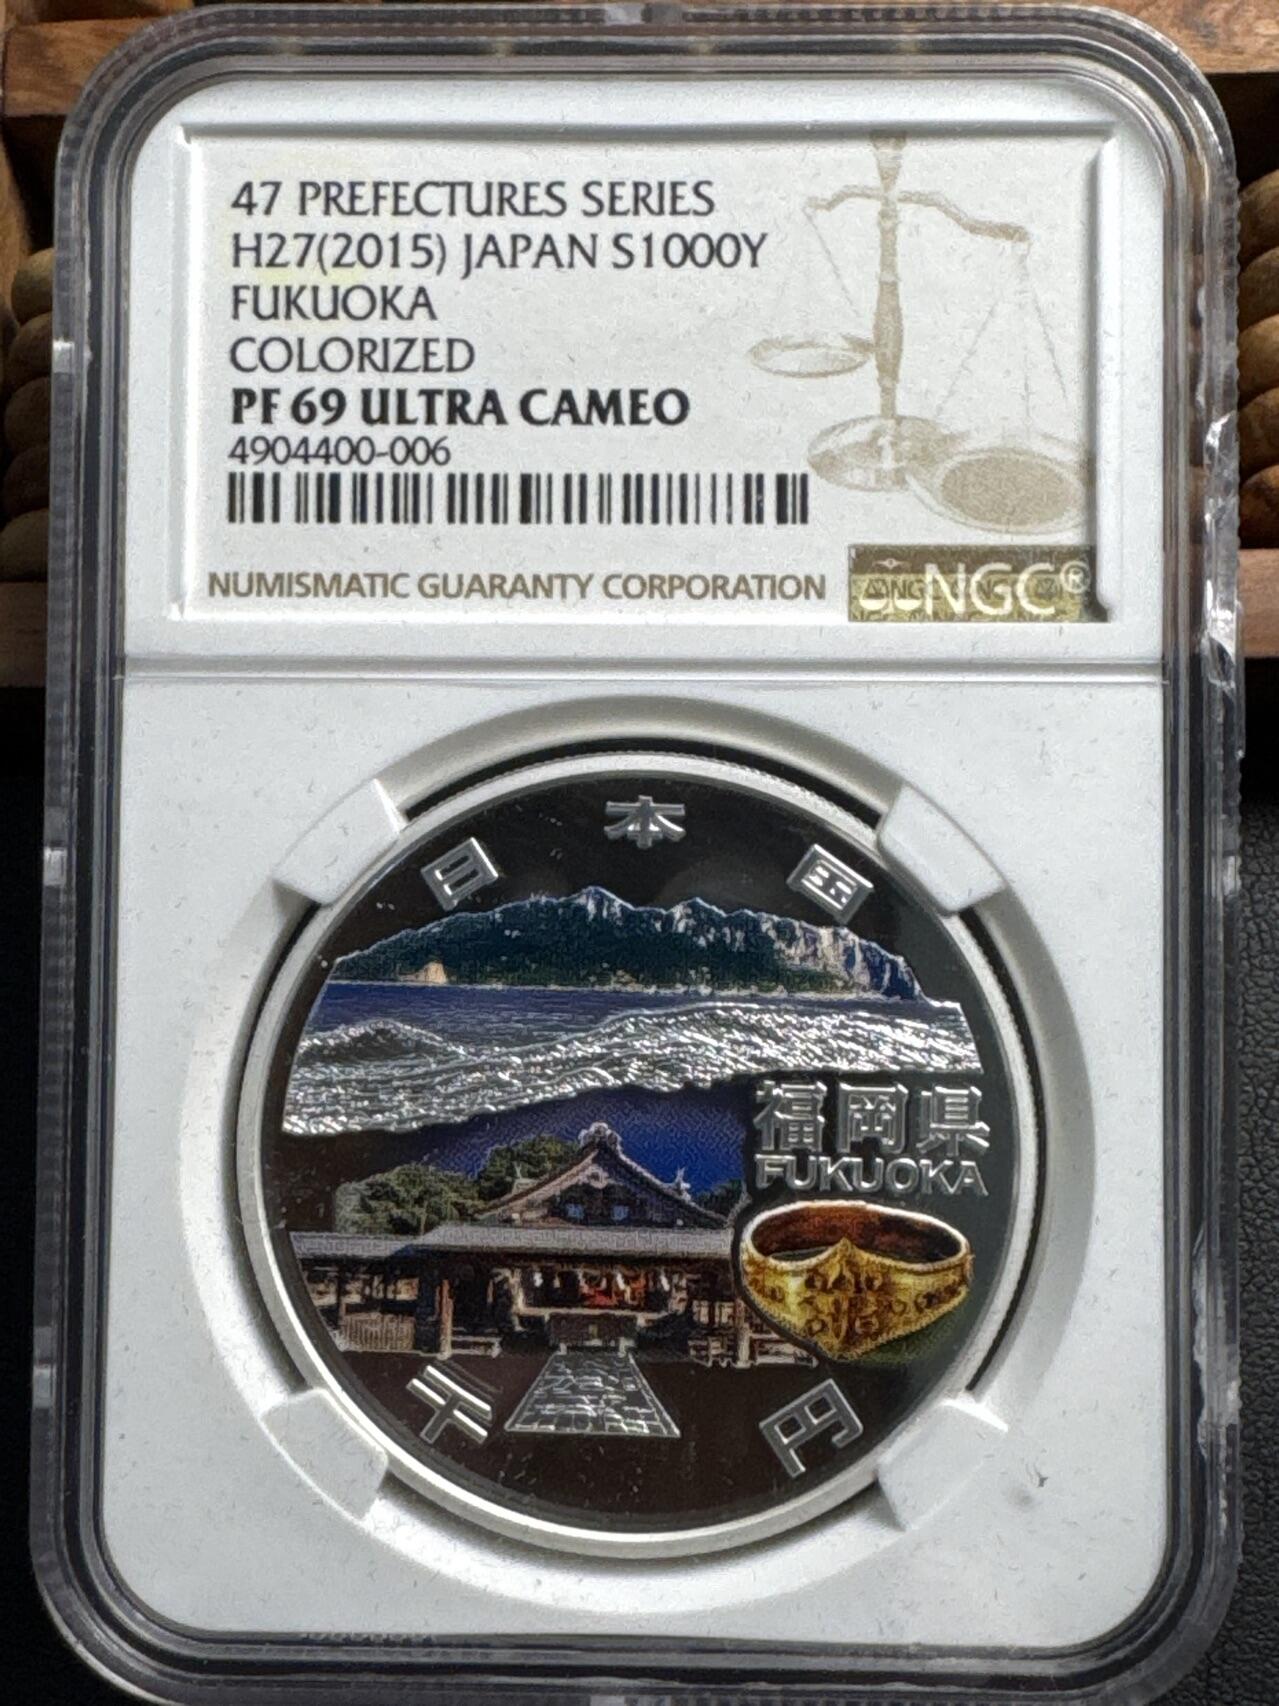 47 PREFECTURES SERIES
H27(2015) JAPAN S1000Y
FUKUOKA
COLORIZED
PF 69 ULTRA CAMEO
4904400-006
NUMISMATIC GUARANTY CORPORATION
NGC®
日本国
福岡県
FUKUOKA
千円